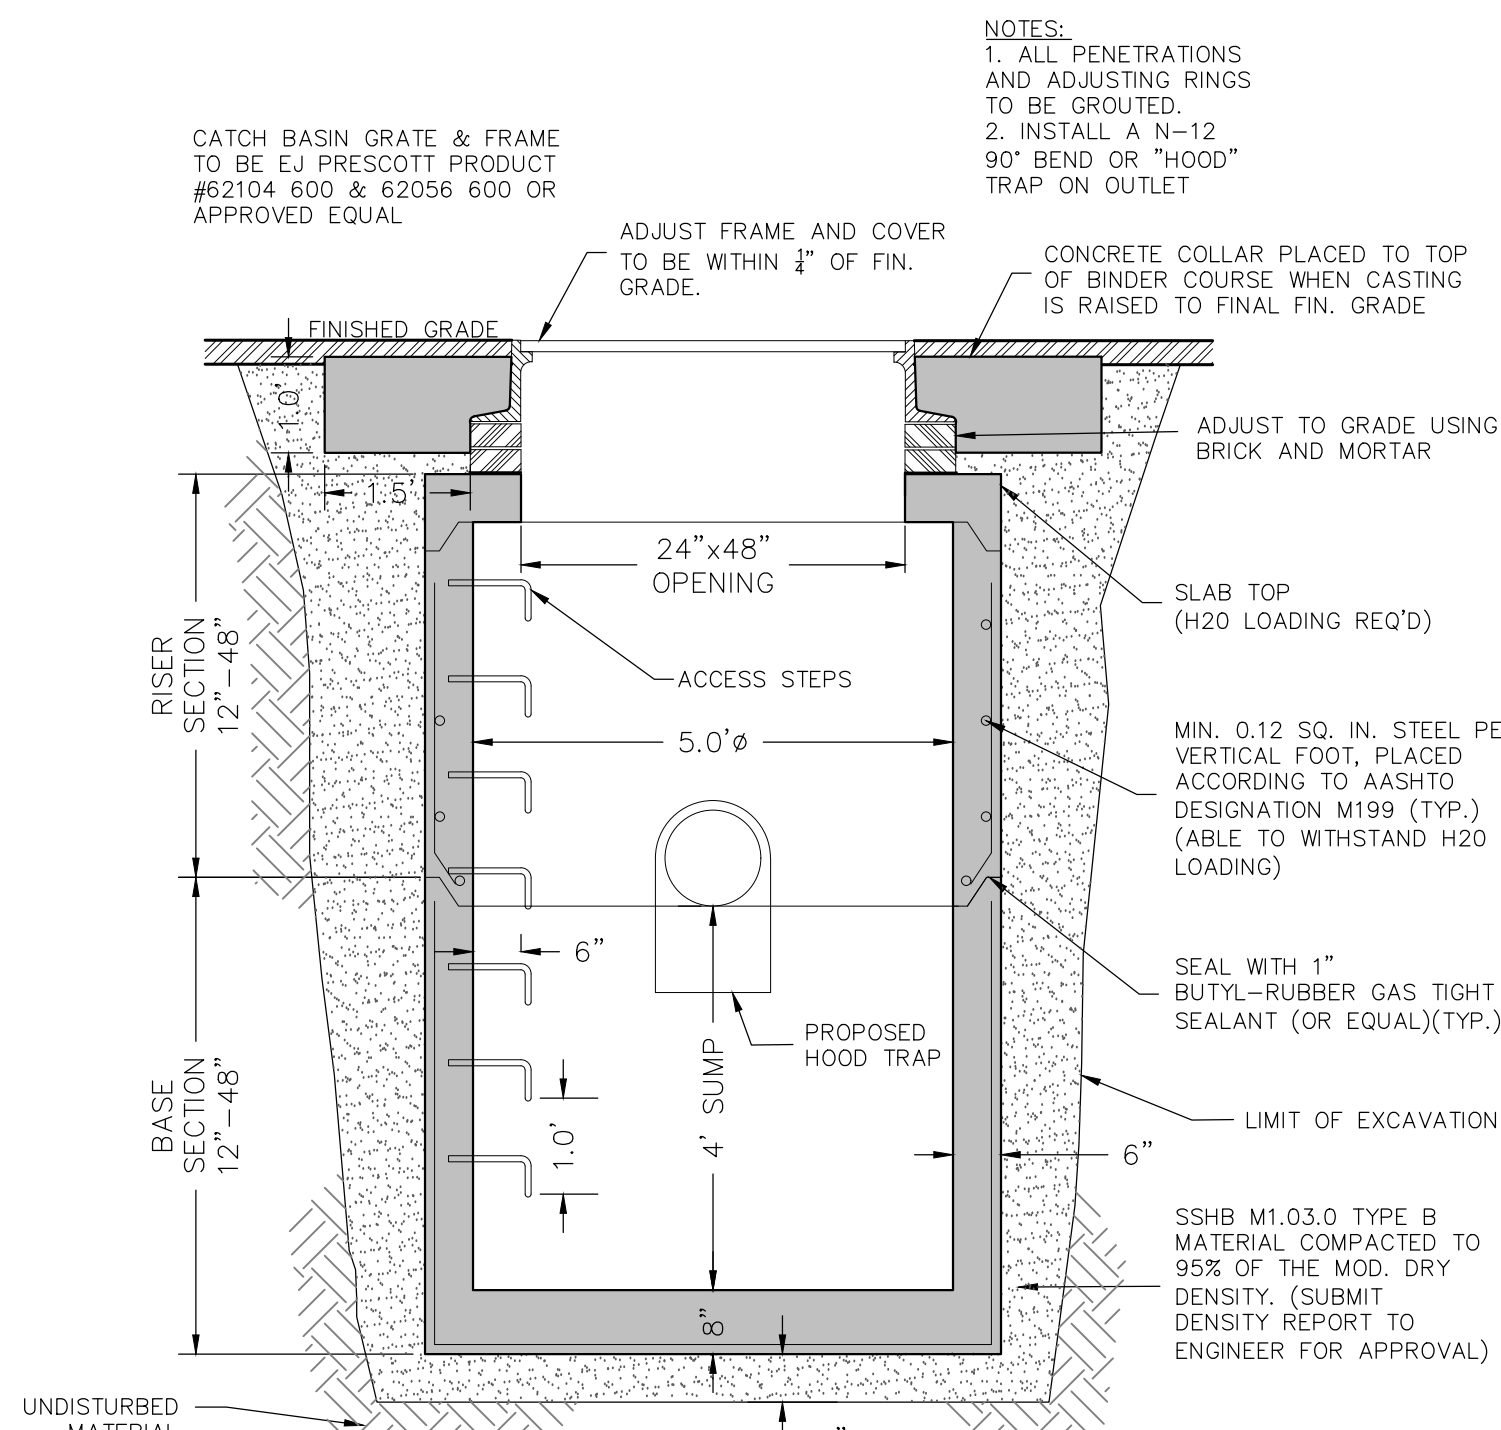 NOTES:
1. ALL PENETRATIONS
AND ADJUSTING RINGS
TO BE GROUTED.
2. INSTALL A N-12
90° BEND OR "HOOD"
TRAP ON OUTLET
CATCH BASIN GRATE & FRAME
TO BE EJ PRESCOTT PRODUCT
#62104 600 & 62056 600 OR
APPROVED EQUAL
ADJUST FRAME AND COVER
TO BE WITHIN 1/4" OF FIN.
GRADE.
CONCRETE COLLAR PLACED TO TOP
OF BINDER COURSE WHEN CASTING
IS RAISED TO FINAL FIN. GRADE
FINISHED GRADE
1.0'
1.5'
ADJUST TO GRADE USING
BRICK AND MORTAR
24"x48"
OPENING
SLAB TOP
(H20 LOADING REQ'D)
RISER
SECTION
12"-48"
ACCESS STEPS
5.0'ø
MIN. 0.12 SQ. IN. STEEL PE
VERTICAL FOOT, PLACED
ACCORDING TO AASHTO
DESIGNATION M199 (TYP.)
(ABLE TO WITHSTAND H20
LOADING)
6"
SEAL WITH 1"
BUTYL-RUBBER GAS TIGHT
SEALANT (OR EQUAL)(TYP.)
PROPOSED
HOOD TRAP
4' SUMP
BASE
SECTION
12"-48"
1.0'
LIMIT OF EXCAVATION
6"
SSHB M1.03.0 TYPE B
MATERIAL COMPACTED TO
95% OF THE MOD. DRY
DENSITY. (SUBMIT
DENSITY REPORT TO
ENGINEER FOR APPROVAL)
8"
UNDISTURBED
MATERIAL